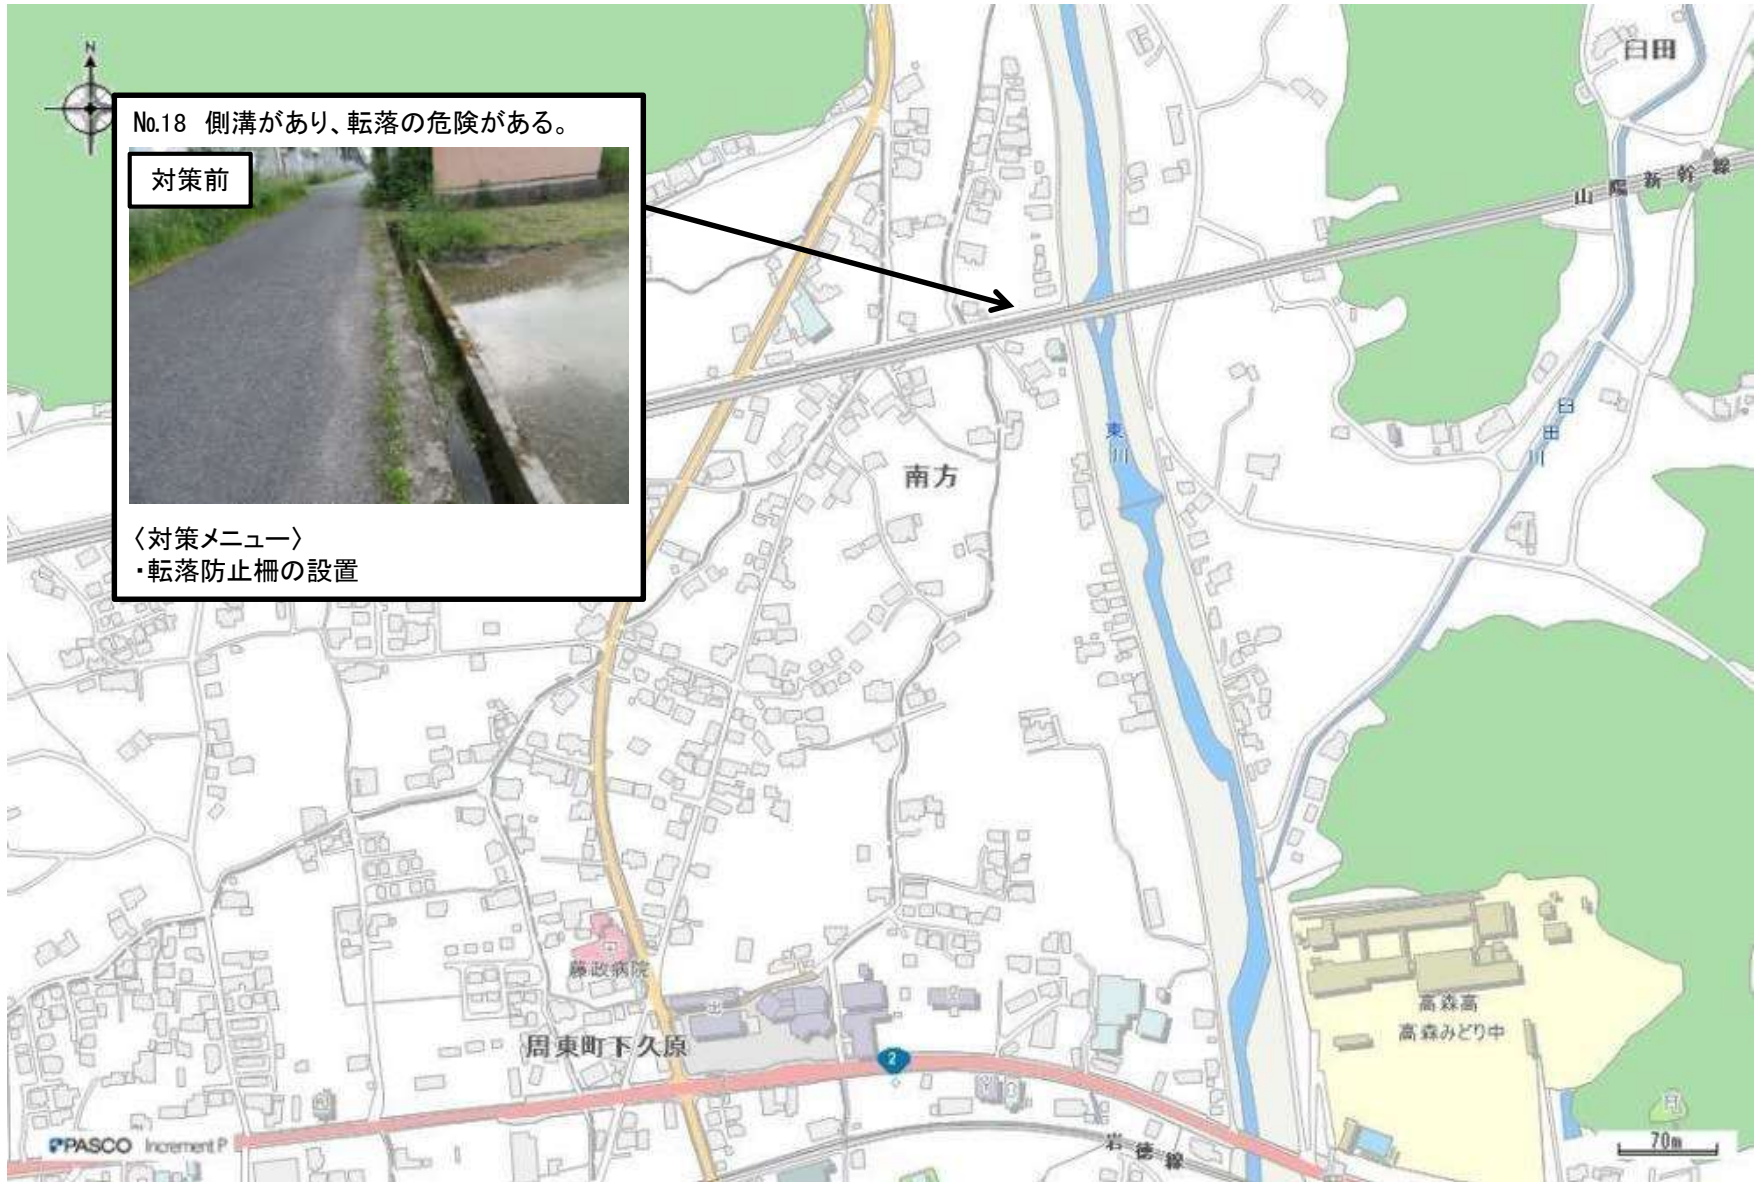 N
臼田
No.18 側溝があり、転落の危険がある。
対策前
山陽新幹線
東川
臼田川
南方
〈対策メニュー〉
・転落防止柵の設置
藤政病院
高森高
高森みどり中
周東町下久原
2
岩徳線
PASCO Increment P
70m